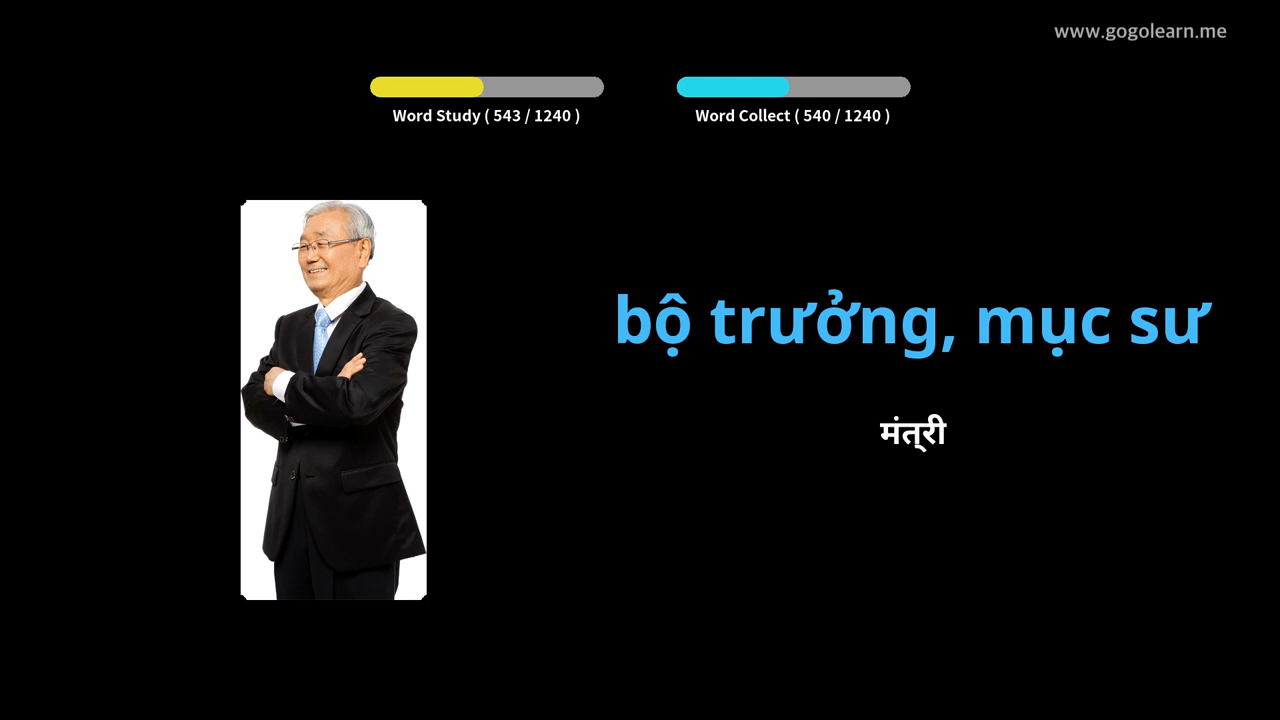 www.gogolearn.me
Word Study ( 543 / 1240 )
Word Collect ( 540 / 1240 )
bộ trưởng, mục sư
मंत्री